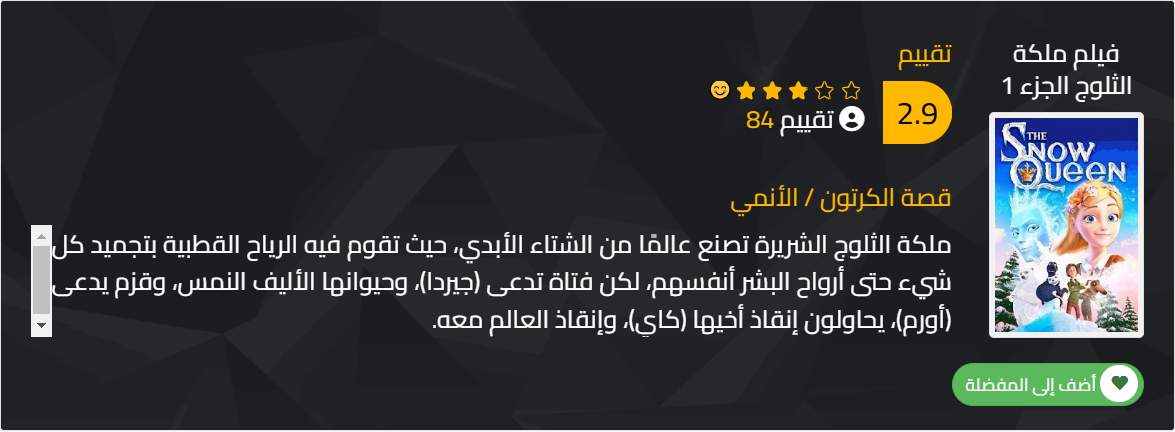 فيلم ملكة
الثلوج الجزء 1
THE
SNOW
QUEEN
أضف إلى المفضلة
تقييم
2.9
84 تقييم
قصة الكرتون / الأنمي
ملكة الثلوج الشريرة تصنع عالمًا من الشتاء الأبدي، حيث تقوم فيه الرياح القطبية بتجميد كل
شيء حتى أرواح البشر أنفسهم، لكن فتاة تدعى (جيردا)، وحيوانها الأليف النمس، وقزم يدعى
(أورم)، يحاولون إنقاذ أخيها (كاي)، وإنقاذ العالم معه.